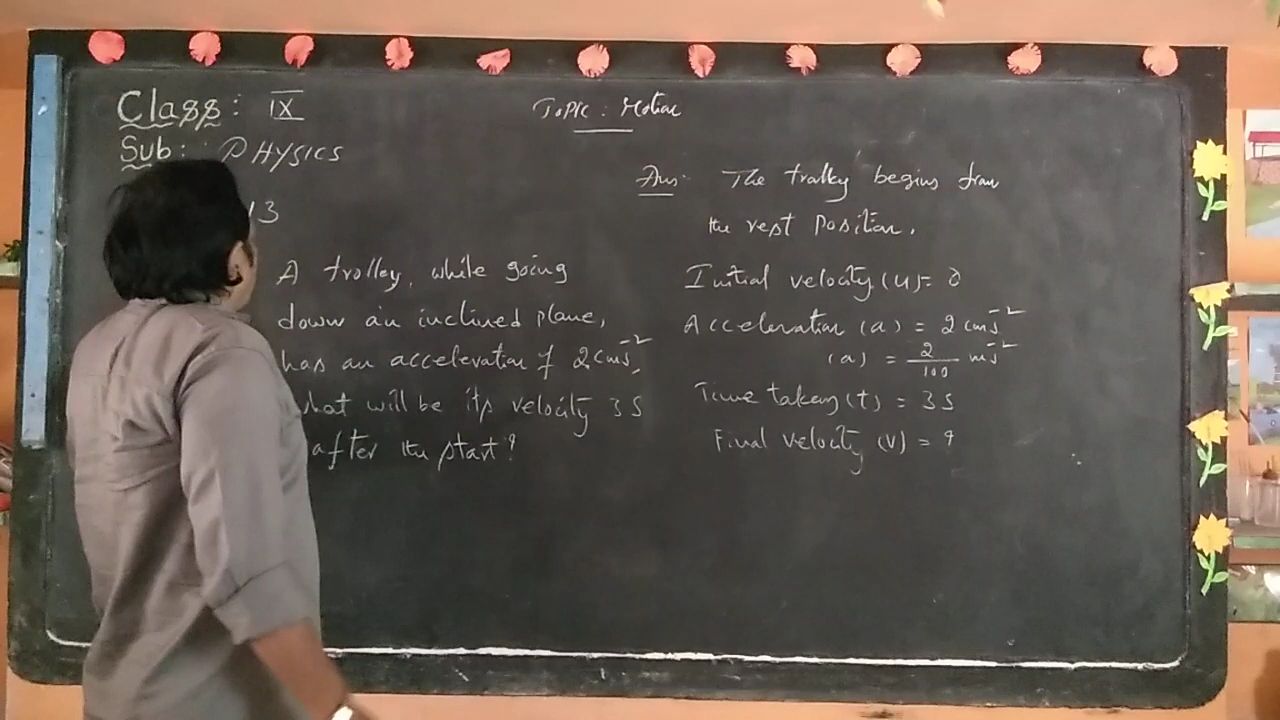 Class: IX
Topic: Motion
Sub: PHYSICS
13
A trolley, while going
down an inclined plane,
has an acceleration of 2 cms⁻²,
what will be its velocity 3 S
after the start?
Ans:- The trolley begins from
the rest Position.
Initial velocity (u) = 0
Acceleration (a) = 2 cms⁻²
(a) = 2/100 ms⁻²
Time taken (t) = 3 S
Final velocity (v) = ?